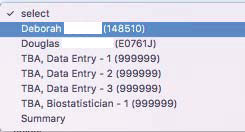 select
Deborah (148510)
Douglas (E0761J)
TBA, Data Entry - 1 (999999)
TBA, Data Entry - 2 (999999)
TBA, Data Entry - 3 (999999)
TBA, Biostatistician - 1 (999999)
Summary